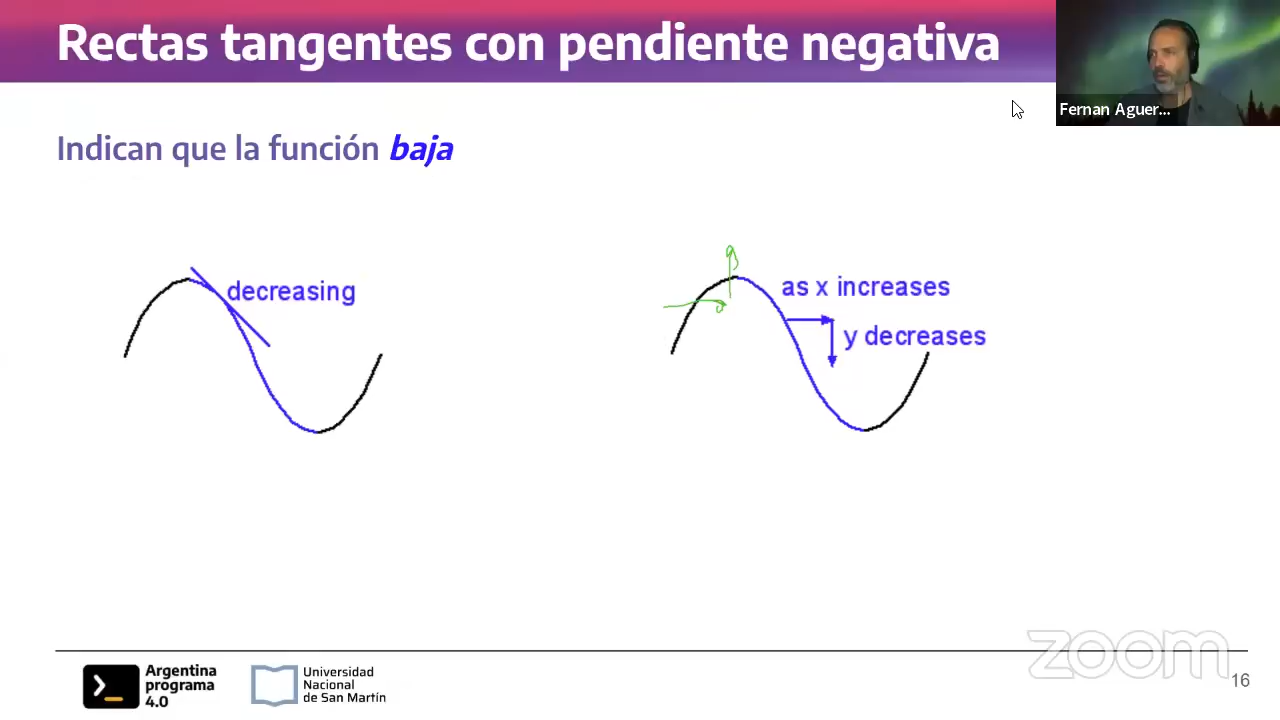 Rectas tangentes con pendiente negativa
Fernan Aguer...
Indican que la función baja
decreasing
as x increases
y decreases
zoom
Argentina
programa
4.0
Universidad
Nacional
de San Martín
16